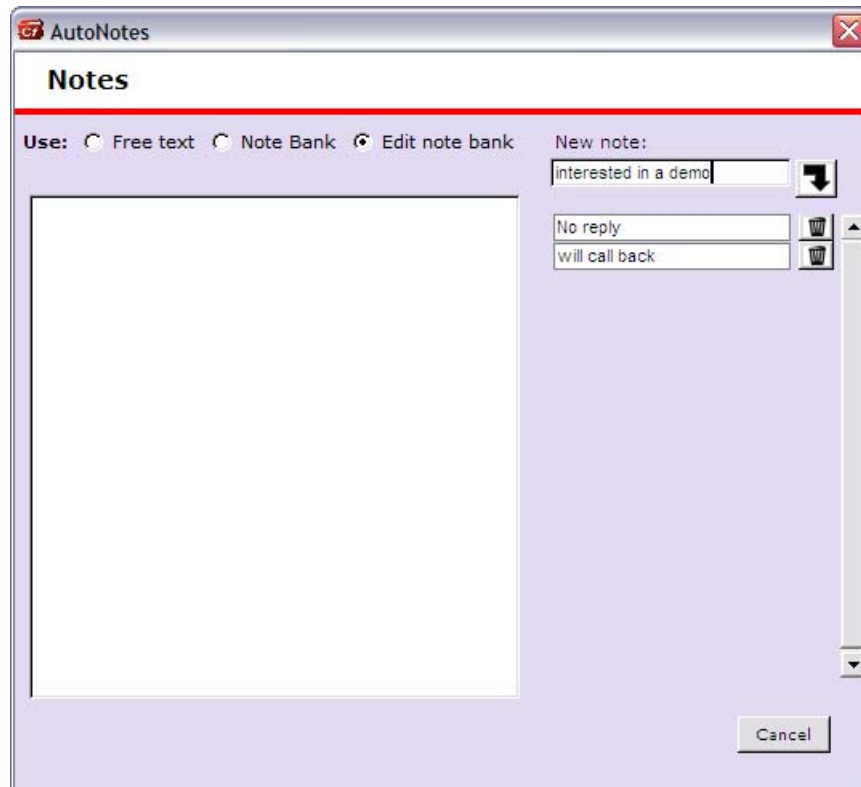 AutoNotes
Notes
Use: Free text Note Bank Edit note bank
New note:
interested in a demo
No reply
will call back
Cancel